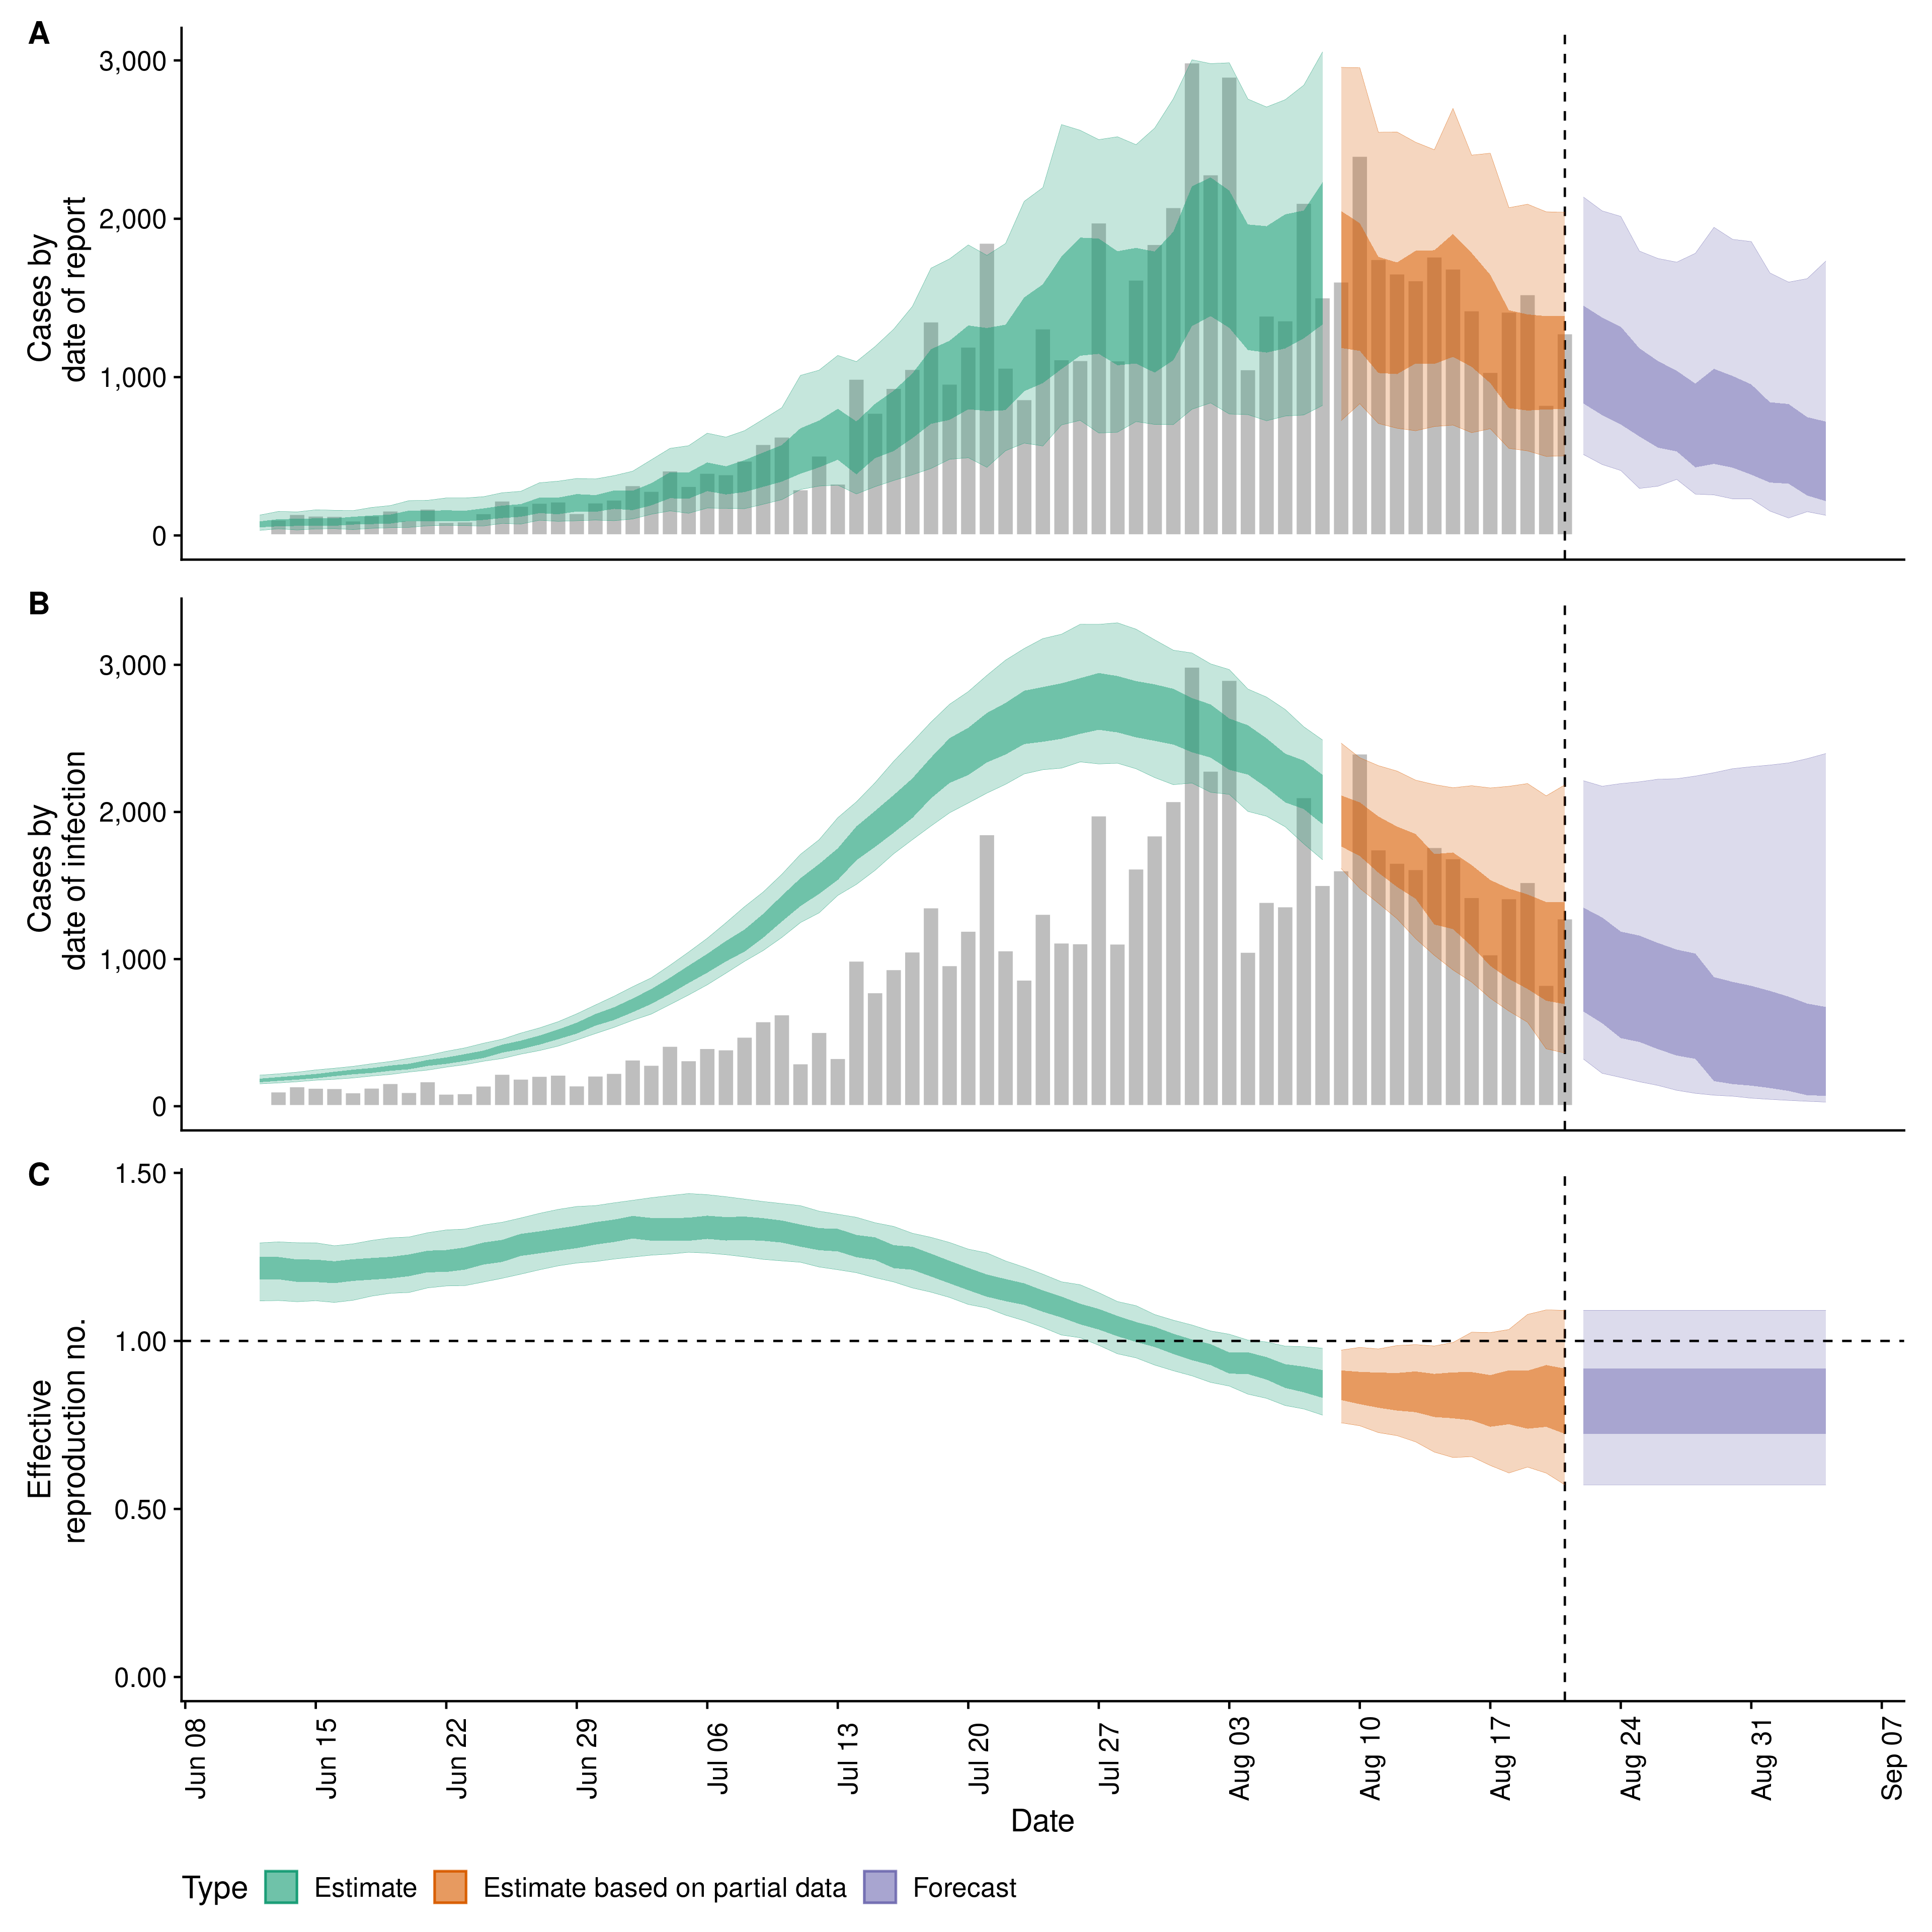 A
3,000
2,000
1,000
0
Cases by
date of report
B
3,000
2,000
1,000
0
Cases by
date of infection
C
1.50
1.00
0.50
0.00
Effective
reproduction no.
Jun 08
Jun 15
Jun 22
Jun 29
Jul 06
Jul 13
Jul 20
Jul 27
Aug 03
Aug 10
Aug 17
Aug 24
Aug 31
Sep 07
Date
Type Estimate Estimate based on partial data Forecast